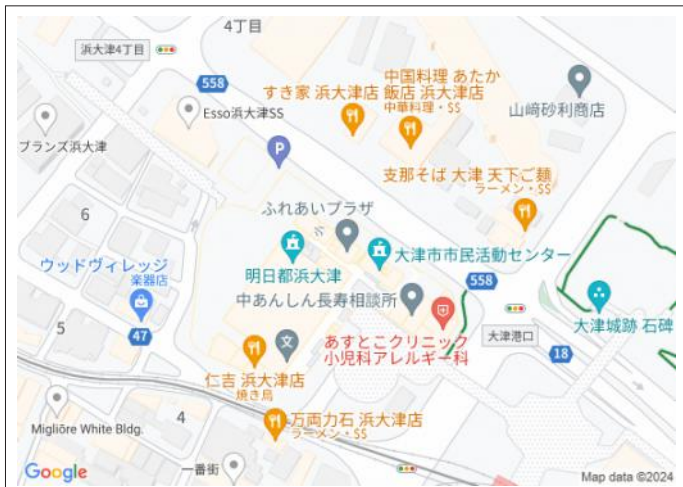 4丁目
浜大津4丁目
558
すき家 浜大津店
中国料理 あたか
飯店 浜大津店
中華料理・$$
山﨑砂利商店
Esso浜大津SS
ブランズ浜大津
P
支那そば 大津 天下ご麺
ラーメン・$$
6
ふれあいプラザ
ウッドヴィレッジ
楽器店
明日都浜大津
大津市市民活動センター
558
中あんしん長寿相談所
大津城跡 石碑
5
47
あすとこクリニック
小児科アレルギー科
大津港口
18
文
仁吉 浜大津店
焼き鳥
Migliōre White Bldg.
4
万両力石 浜大津店
ラーメン・$$
一番街
Google
Map data ©2024